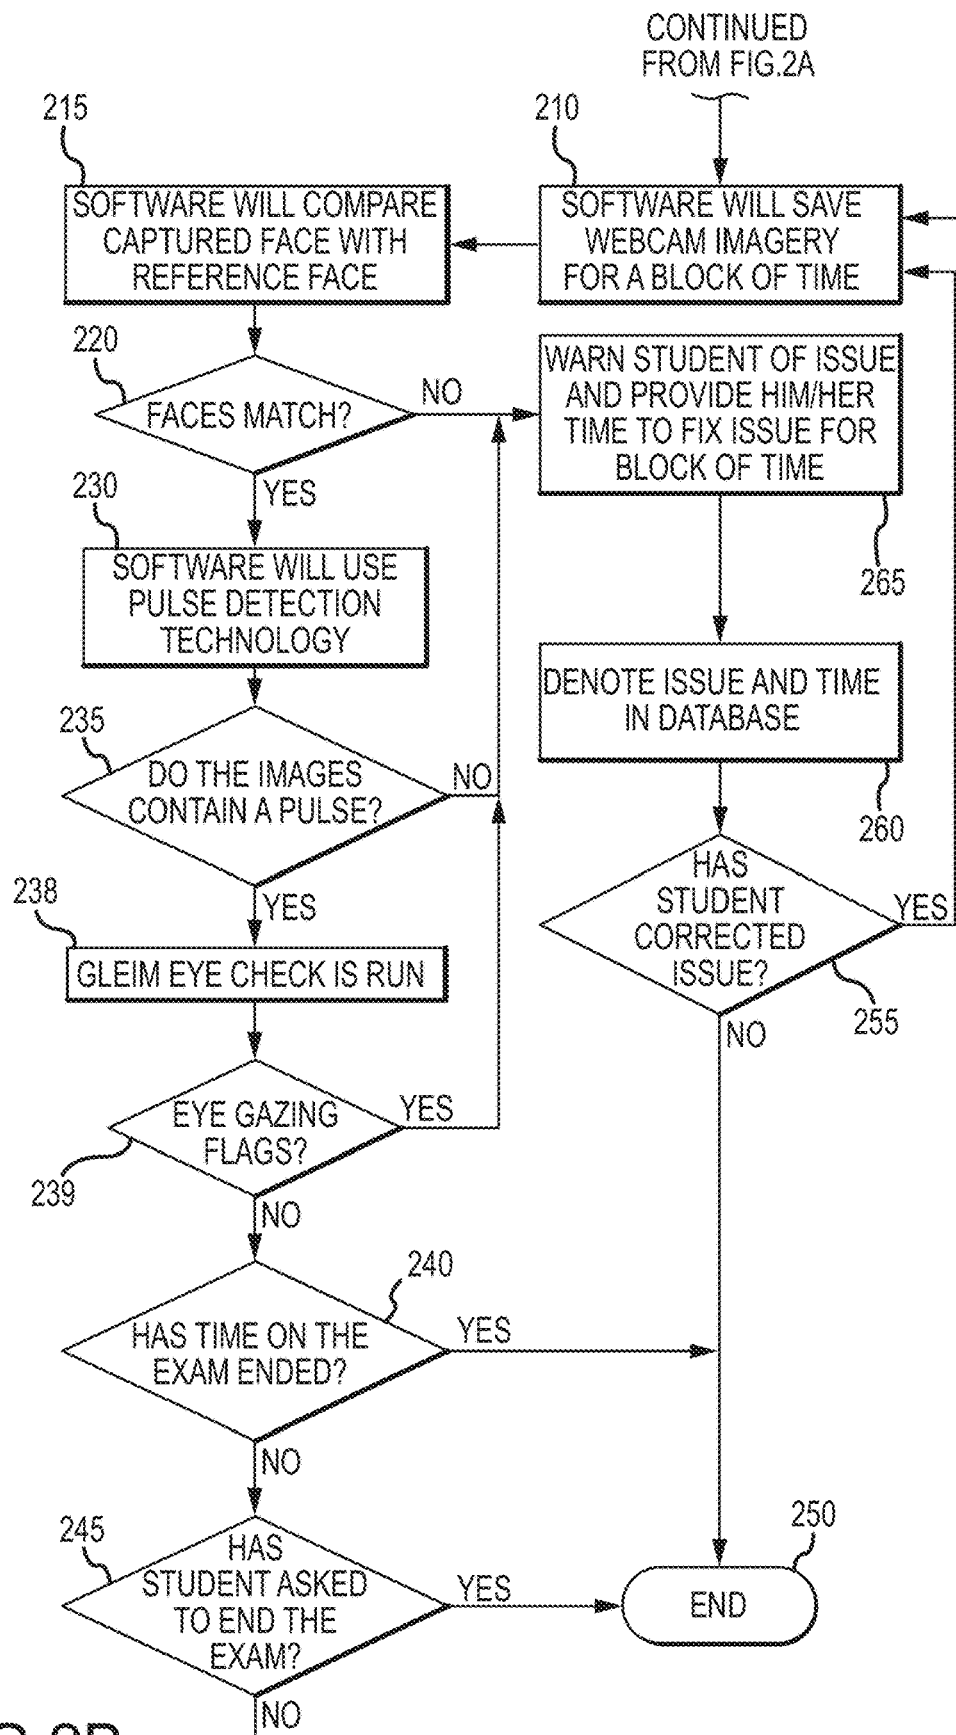 CONTINUED
FROM FIG.2A
215
210
SOFTWARE WILL COMPARE
CAPTURED FACE WITH
REFERENCE FACE
SOFTWARE WILL SAVE
WEBCAM IMAGERY
FOR A BLOCK OF TIME
220
FACES MATCH?
NO
YES
WARN STUDENT OF ISSUE
AND PROVIDE HIM/HER
TIME TO FIX ISSUE FOR
BLOCK OF TIME
265
230
SOFTWARE WILL USE
PULSE DETECTION
TECHNOLOGY
235
DO THE IMAGES
CONTAIN A PULSE?
NO
YES
DENOTE ISSUE AND TIME
IN DATABASE
260
238
GLEIM EYE CHECK IS RUN
HAS
STUDENT
CORRECTED
ISSUE?
YES
255
NO
EYE GAZING
FLAGS?
YES
239
NO
240
HAS TIME ON THE
EXAM ENDED?
YES
NO
245
HAS
STUDENT ASKED
TO END THE
EXAM?
YES
250
END
NO